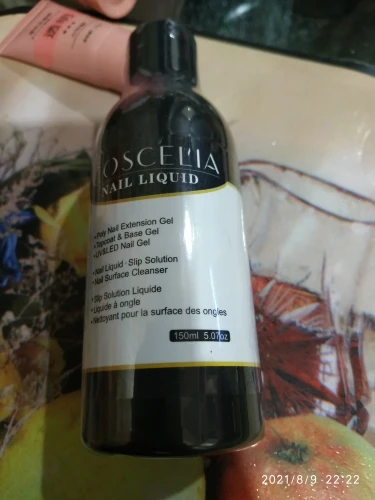 OSCELIA
NAIL LIQUID
• Poly Nail Extension Gel
• Topcoat & Base Gel
• UV&LED Nail Gel
• Nail Liquid · Slip Solution
• Nail Surface Cleanser
• Slip Solution Liquide
• Liquide à ongle
• Nettoyant pour la surface des ongles
150ml 5.07oz
2021/8/9 22:22